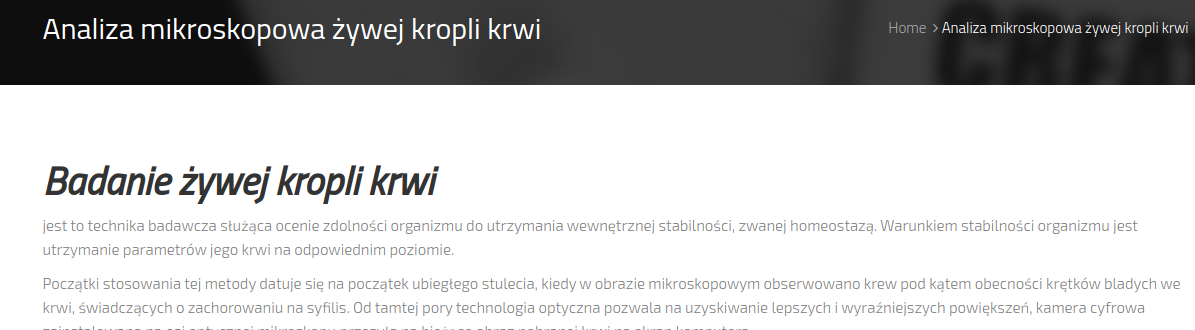 Analiza mikroskopowa żywej kropli krwi
Home > Analiza mikroskopowa żywej kropli krwi
Badanie żywej kropli krwi
jest to technika badawcza służąca ocenie zdolności organizmu do utrzymania wewnętrznej stabilności, zwanej homeostazą. Warunkiem stabilności organizmu jest
utrzymanie parametrów jego krwi na odpowiednim poziomie.
Początki stosowania tej metody datuje się na początek ubiegłego stulecia, kiedy w obrazie mikroskopowym obserwowano krew pod kątem obecności krętków bladych we
krwi, świadczących o zachorowaniu na syfilis. Od tamtej pory technologia optyczna pozwala na uzyskiwanie lepszych i wyraźniejszych powiększeń, kamera cyfrowa